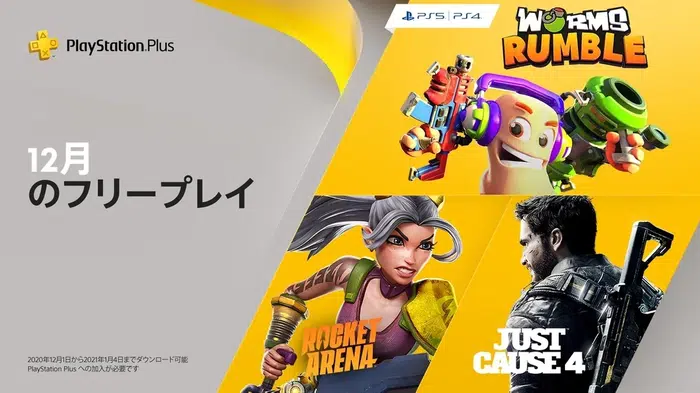 PlayStation.Plus
12月
のフリープレイ
2020年12月1日から2021年1月4日までダウンロード可能
PlayStation Plus への加入が必要です
PS5 | PS4
WORMS
RUMBLE
ROCKET
ARENA
JUST
CAUSE 4